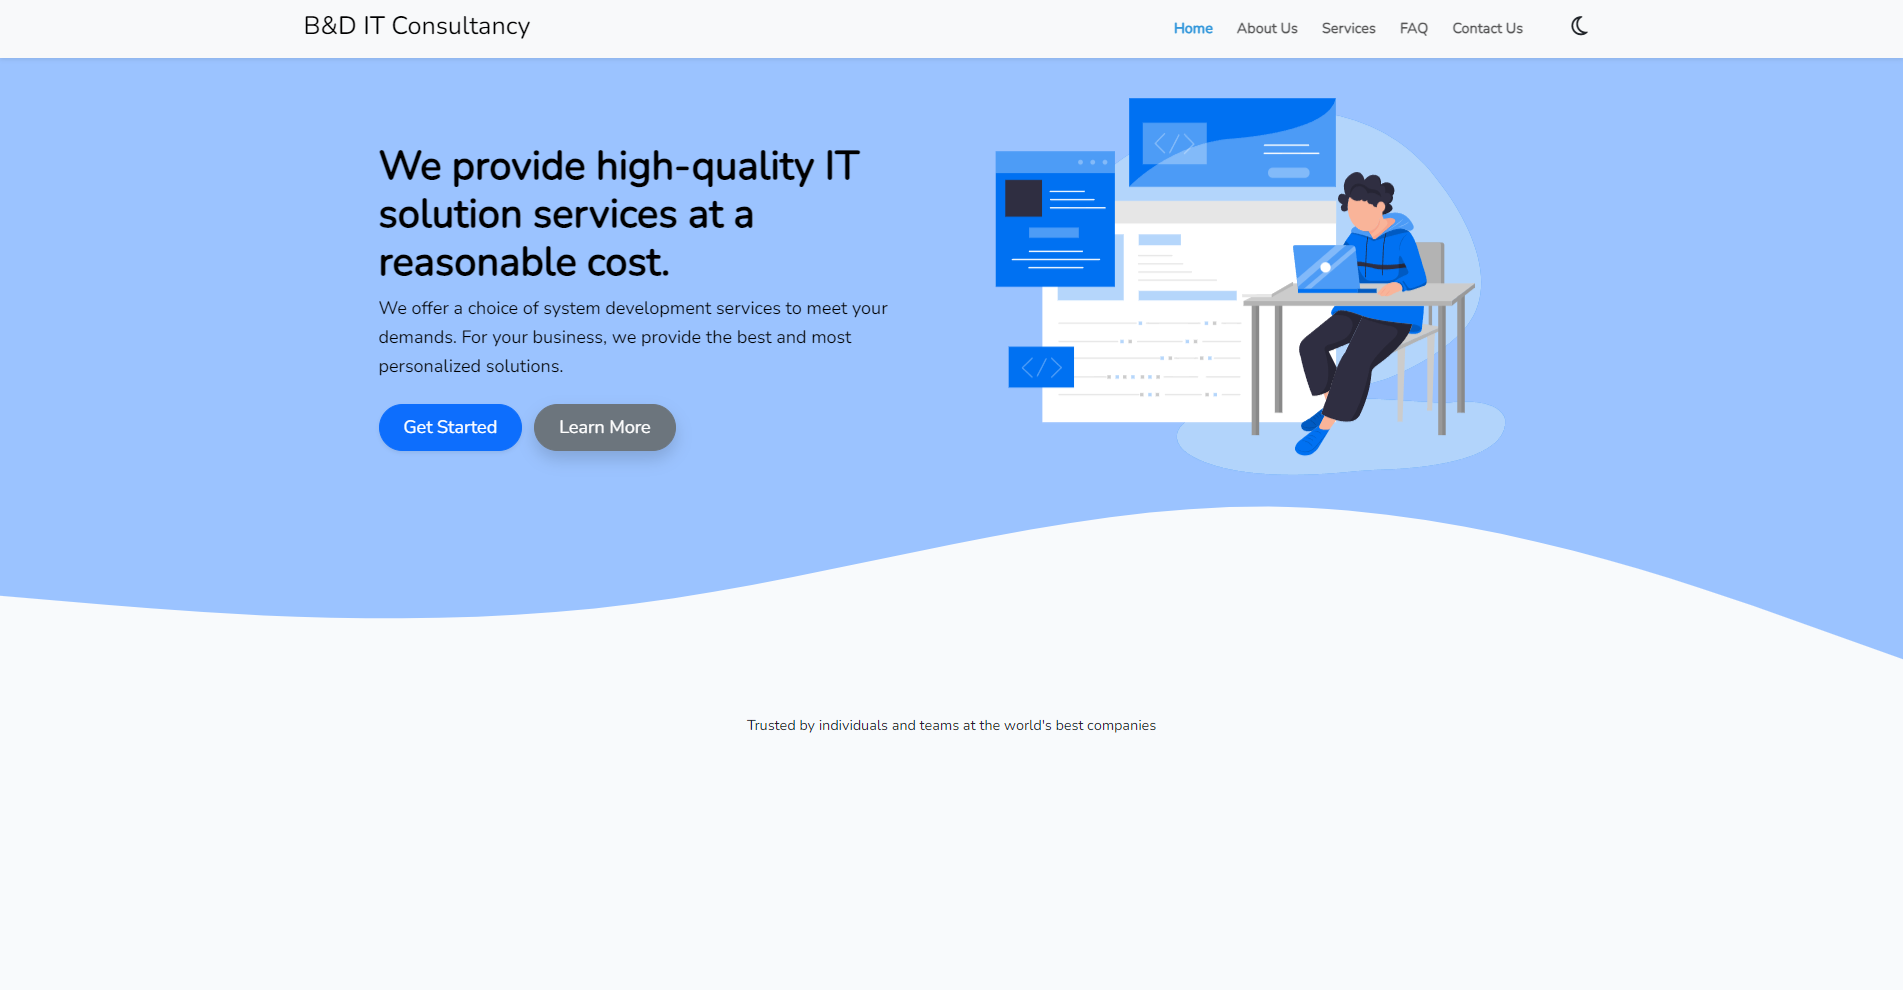 B&D IT Consultancy
Home About Us Services FAQ Contact Us
We provide high-quality IT
solution services at a
reasonable cost.
We offer a choice of system development services to meet your
demands. For your business, we provide the best and most
personalized solutions.
Get Started Learn More
</>
</>
Trusted by individuals and teams at the world's best companies